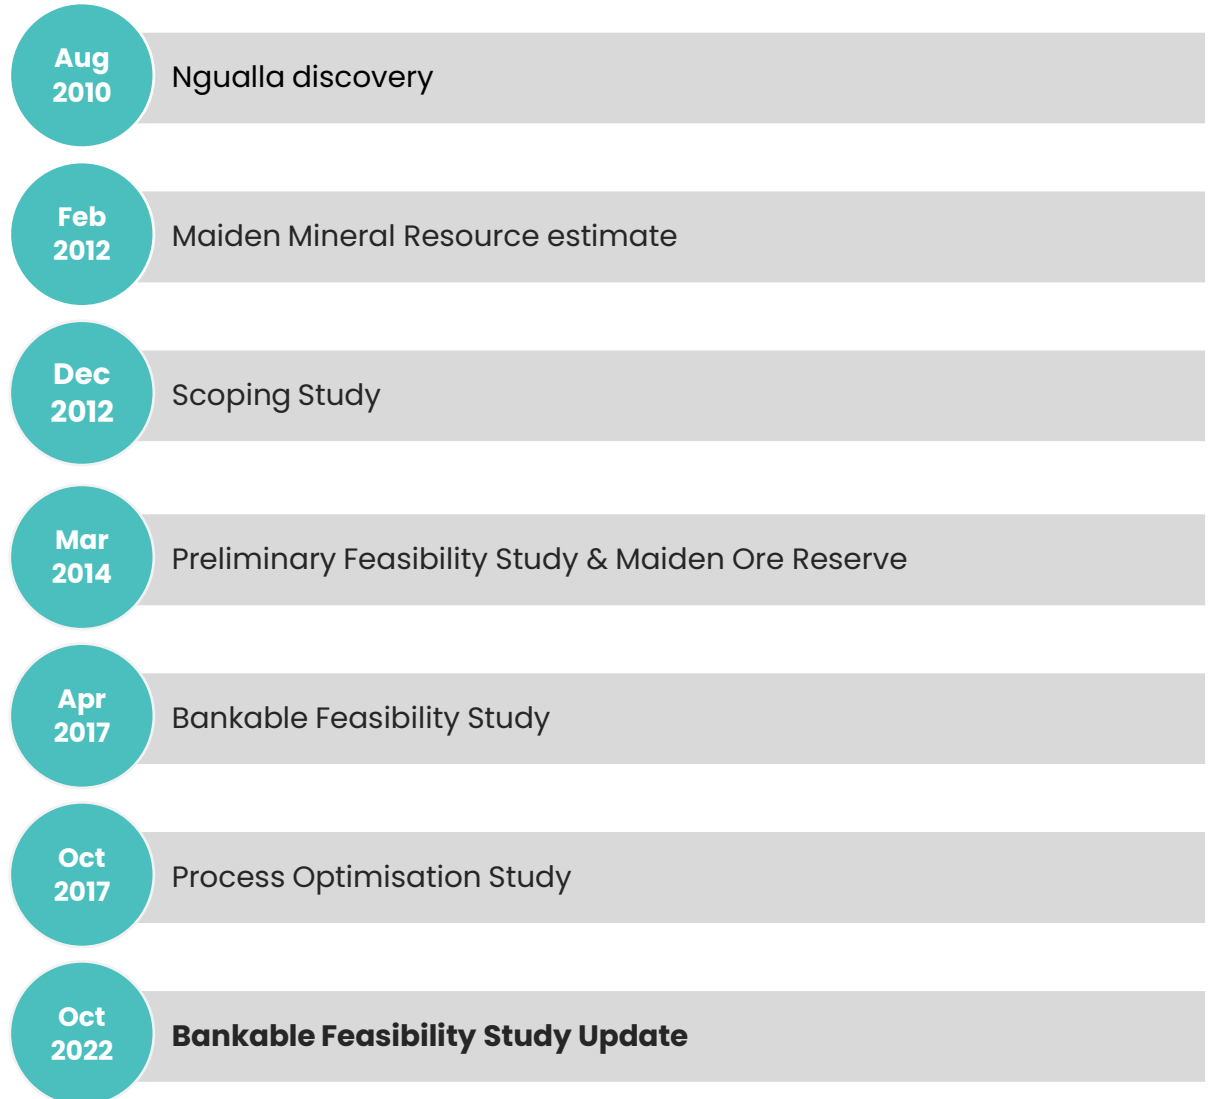 Aug
2010
Ngualla discovery
Feb
2012
Maiden Mineral Resource estimate
Dec
2012
Scoping Study
Mar
2014
Preliminary Feasibility Study & Maiden Ore Reserve
Apr
2017
Bankable Feasibility Study
Oct
2017
Process Optimisation Study
Oct
2022
Bankable Feasibility Study Update